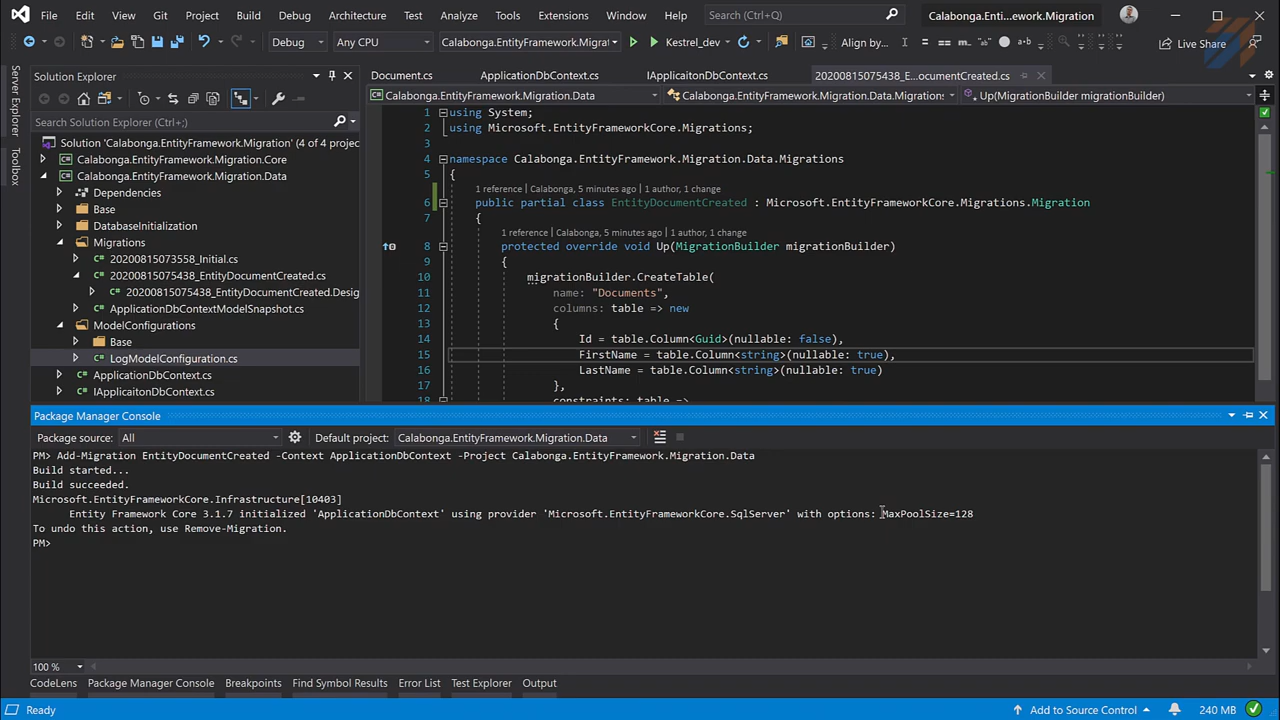 File Edit View Git Project Build Debug Architecture Test Analyze Tools Extensions Window Help Search (Ctrl+Q) Calabonga.Enti...ework.Migration
Debug Any CPU Calabonga.EntityFramework.Migrat Kestrel_dev Align by... Live Share
Server Explorer
Toolbox
Solution Explorer
Search Solution Explorer (Ctrl+;)
Solution 'Calabonga.EntityFramework.Migration' (4 of 4 projec
Calabonga.EntityFramework.Migration.Core
Calabonga.EntityFramework.Migration.Data
Dependencies
Base
DatabaseInitialization
Migrations
20200815073558_Initial.cs
20200815075438_EntityDocumentCreated.cs
20200815075438_EntityDocumentCreated.Desig
ApplicationDbContextModelSnapshot.cs
ModelConfigurations
Base
LogModelConfiguration.cs
ApplicationDbContext.cs
IApplicaitonDbContext.cs
Document.cs ApplicationDbContext.cs IApplicaitonDbContext.cs 20200815075438_E...ocumentCreated.cs
Calabonga.EntityFramework.Migration.Data Calabonga.EntityFramework.Migration.Data.Migration: Up(MigrationBuilder migrationBuilder)
1 using System;
2 using Microsoft.EntityFrameworkCore.Migrations;
4 namespace Calabonga.EntityFramework.Migration.Data.Migrations
5 {
1 reference | Calabonga, 5 minutes ago | 1 author, 1 change
6 public partial class EntityDocumentCreated : Microsoft.EntityFrameworkCore.Migrations.Migration
7 {
1 reference | Calabonga, 5 minutes ago | 1 author, 1 change
8 protected override void Up(MigrationBuilder migrationBuilder)
9 {
10 migrationBuilder.CreateTable(
11 name: "Documents",
12 columns: table => new
13 {
14 Id = table.Column<Guid>(nullable: false),
15 FirstName = table.Column<string>(nullable: true),
16 LastName = table.Column<string>(nullable: true)
17 },
18 constraints: table =>
Package Manager Console
Package source: All Default project: Calabonga.EntityFramework.Migration.Data
PM> Add-Migration EntityDocumentCreated -Context ApplicationDbContext -Project Calabonga.EntityFramework.Migration.Data
Build started...
Build succeeded.
Microsoft.EntityFrameworkCore.Infrastructure[10403]
Entity Framework Core 3.1.7 initialized 'ApplicationDbContext' using provider 'Microsoft.EntityFrameworkCore.SqlServer' with options: MaxPoolSize=128
To undo this action, use Remove-Migration.
PM>
100 %
CodeLens Package Manager Console Breakpoints Find Symbol Results Error List Test Explorer Output
Ready Add to Source Control 240 MB